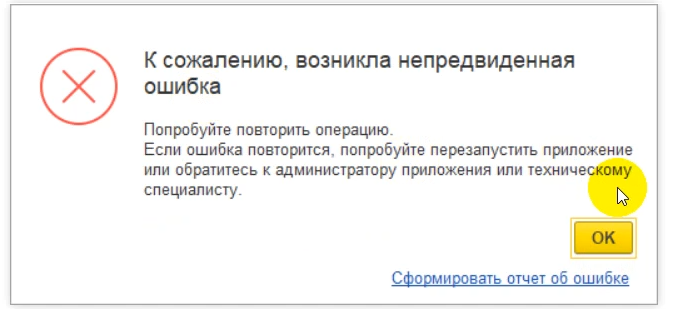 К сожалению, возникла непредвиденная
ошибка
Попробуйте повторить операцию.
Если ошибка повторится, попробуйте перезапустить приложение
или обратитесь к администратору приложения или техническому
специалисту.
OK
Сформировать отчет об ошибке